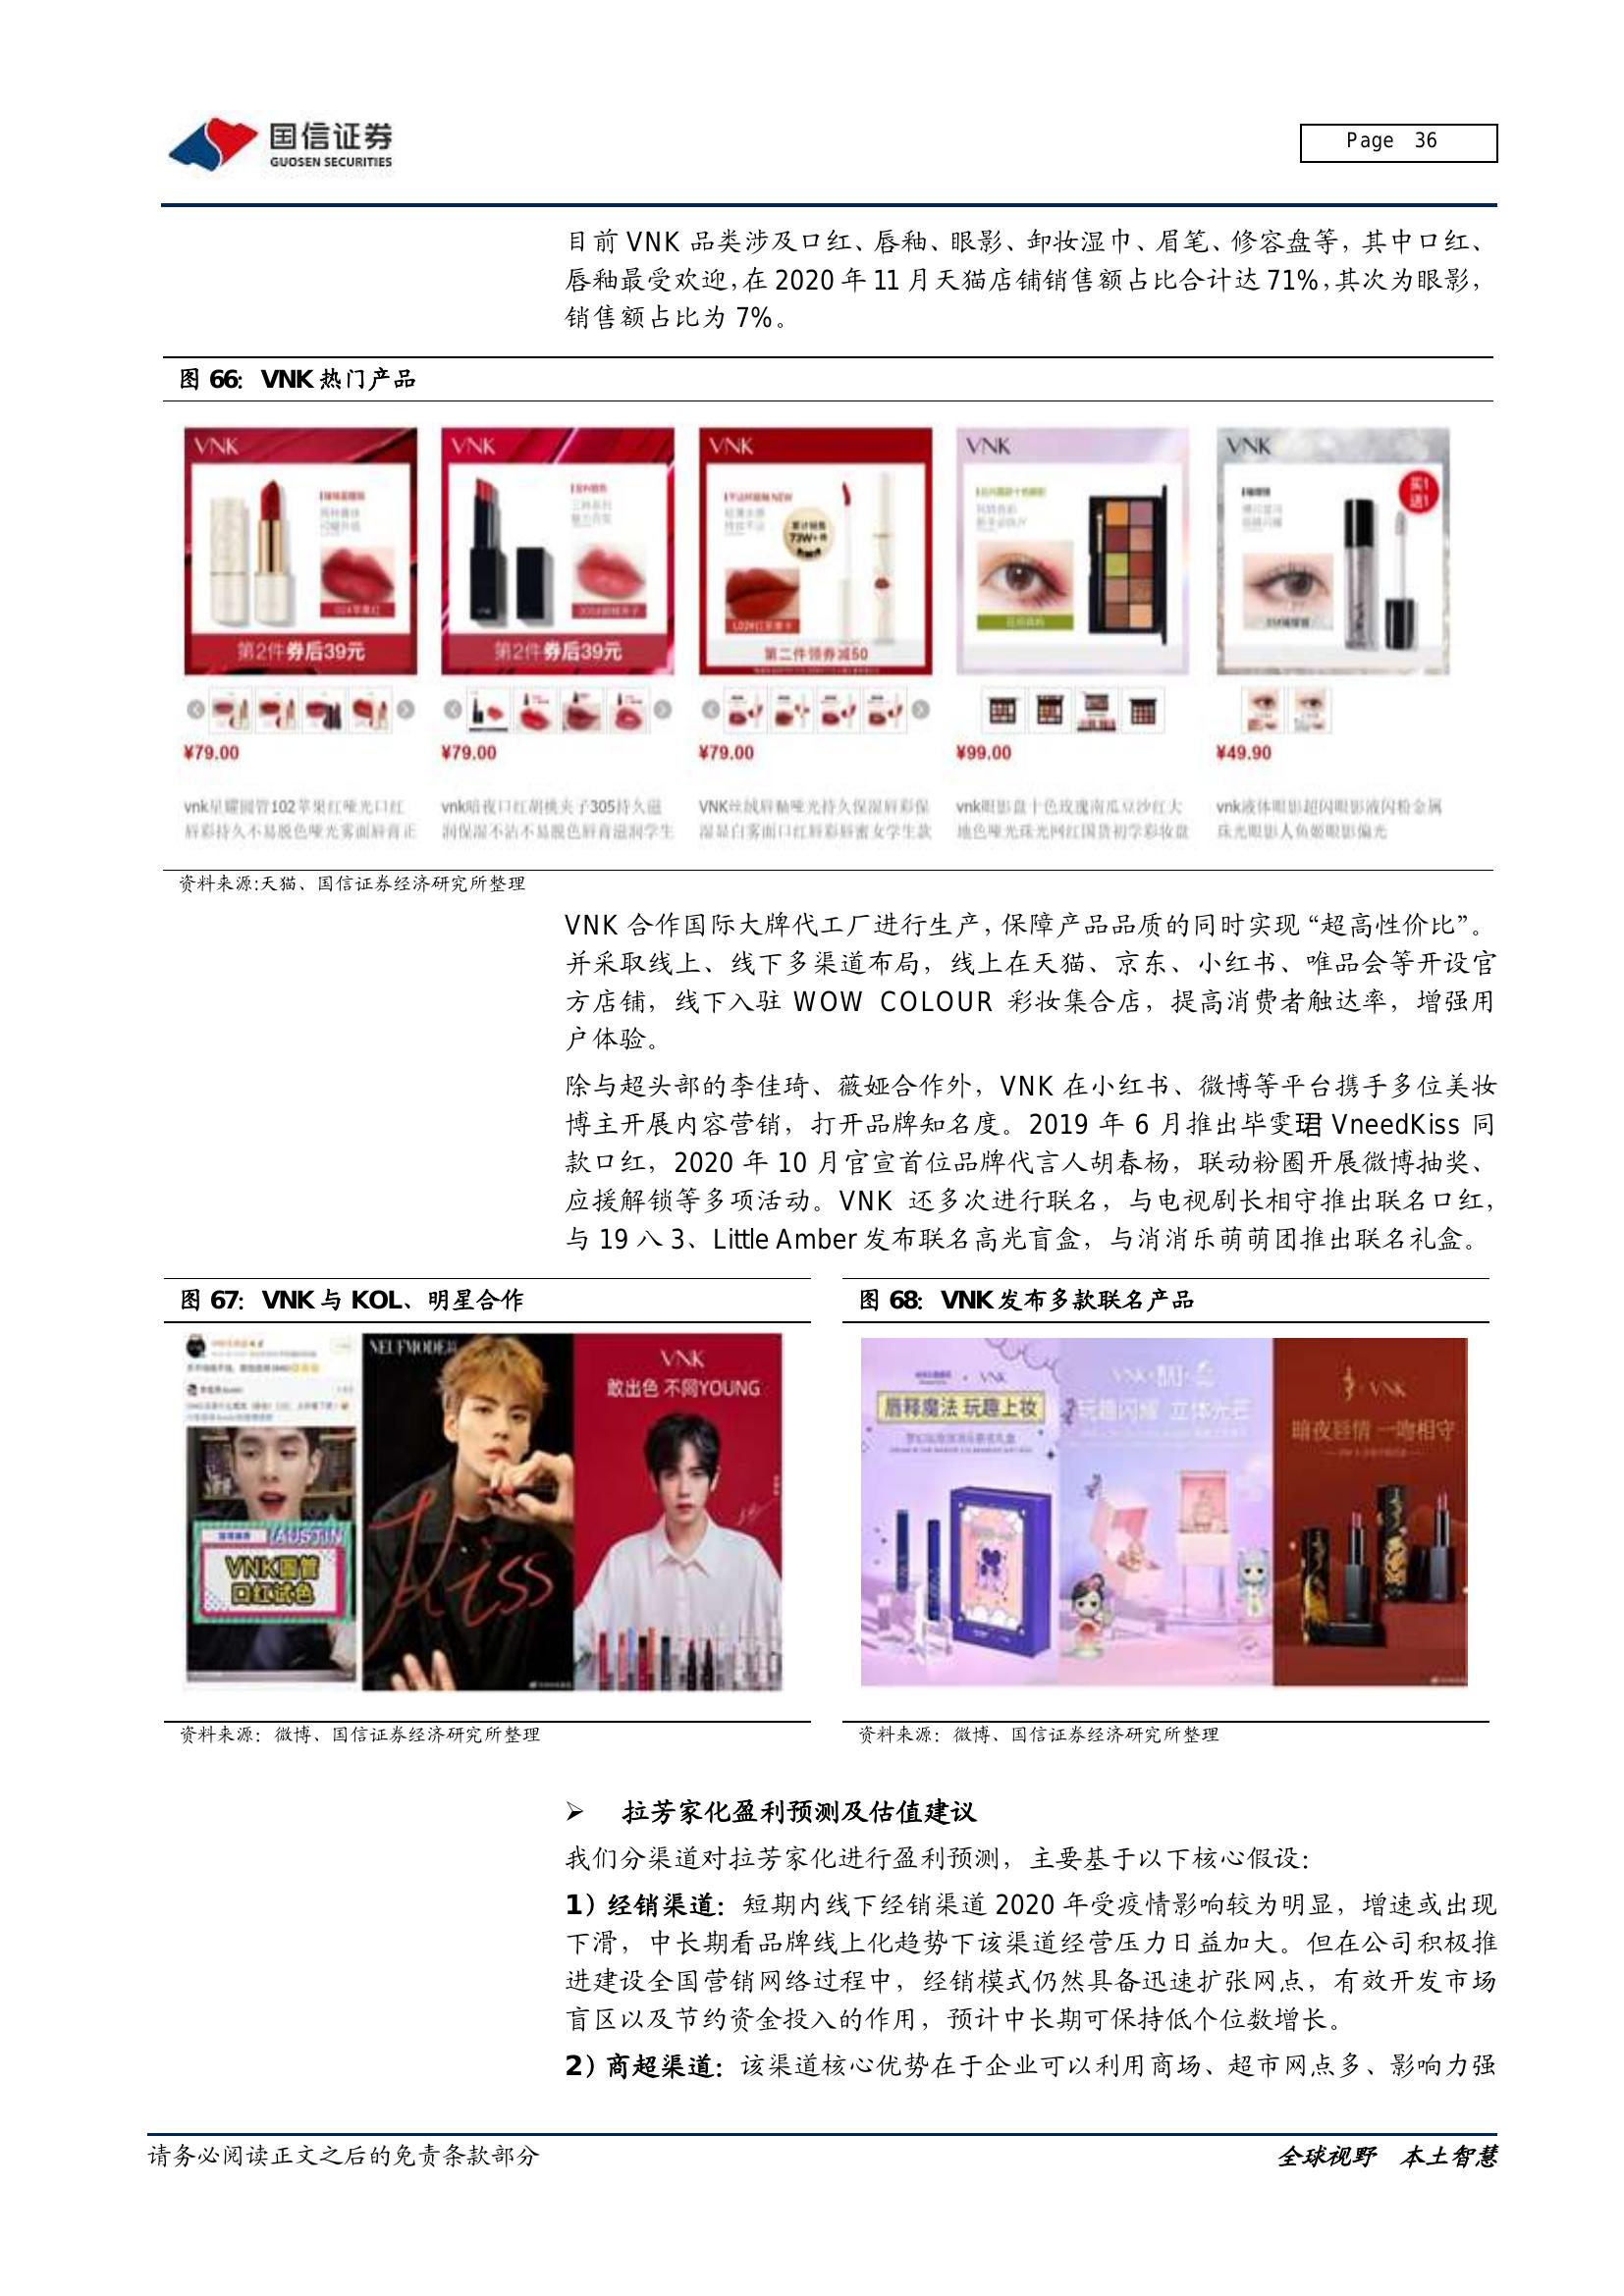 国信证券
GUOSEN SECURITIES
Page 36
目前 VNK 品类涉及口红、唇釉、眼影、卸妆湿巾、眉笔、修容盘等，其中口红、
唇釉最受欢迎，在 2020 年 11 月天猫店铺销售额占比合计达 71%，其次为眼影，
销售额占比为 7%。
图 66： VNK 热门产品
VNK
第2件券后39元
VNK
第2件券后39元
VNK
累计销售
73W+件
第二件领券减50
VNK
VNK
买1
送1
¥79.00
¥79.00
¥79.00
¥99.00
¥49.90
vnk星耀圆管102苹果红哑光口红
唇彩持久不易脱色哑光雾面唇膏正
vnk暗夜口红胡桃夹子305持久滋
润保湿不沾不易脱色唇膏滋润学生
VNK丝绒唇釉哑光持久保湿唇彩保
湿显白雾面口红唇彩唇蜜女学生款
vnk眼影盘十色玫瑰南瓜豆沙红大
地色哑光珠光网红国货初学彩妆盘
vnk液体眼影超闪眼影液闪粉金属
珠光眼影人鱼姬眼影偏光
资料来源:天猫、国信证券经济研究所整理
VNK 合作国际大牌代工厂进行生产，保障产品品质的同时实现“超高性价比”。
并采取线上、线下多渠道布局，线上在天猫、京东、小红书、唯品会等开设官
方店铺，线下入驻 WOW COLOUR 彩妆集合店，提高消费者触达率，增强用
户体验。
除与超头部的李佳琦、薇娅合作外，VNK 在小红书、微博等平台携手多位美妆
博主开展内容营销，打开品牌知名度。2019 年 6 月推出毕雯珺 VneedKiss 同
款口红，2020 年 10 月官宣首位品牌代言人胡春杨，联动粉圈开展微博抽奖、
应援解锁等多项活动。VNK 还多次进行联名，与电视剧长相守推出联名口红，
与 19 八 3、Little Amber 发布联名高光盲盒，与消消乐萌萌团推出联名礼盒。
图 67： VNK 与 KOL、明星合作
图 68： VNK 发布多款联名产品
AUSTIN
VNK圆管
口红试色
NEUFMODE
Kiss
VNK
敢出色 不同YOUNG
VNK
唇释魔法 玩趣上妆
VNK
玩趣闪耀 立体光芒
VNK
暗夜唇情 一吻相守
资料来源：微博、国信证券经济研究所整理
资料来源：微博、国信证券经济研究所整理
➢ 拉芳家化盈利预测及估值建议
我们分渠道对拉芳家化进行盈利预测，主要基于以下核心假设：
1）经销渠道：短期内线下经销渠道 2020 年受疫情影响较为明显，增速或出现
下滑，中长期看品牌线上化趋势下该渠道经营压力日益加大。但在公司积极推
进建设全国营销网络过程中，经销模式仍然具备迅速扩张网点，有效开发市场
盲区以及节约资金投入的作用，预计中长期可保持低个位数增长。
2）商超渠道：该渠道核心优势在于企业可以利用商场、超市网点多、影响力强
请务必阅读正文之后的免责条款部分
全球视野 本土智慧